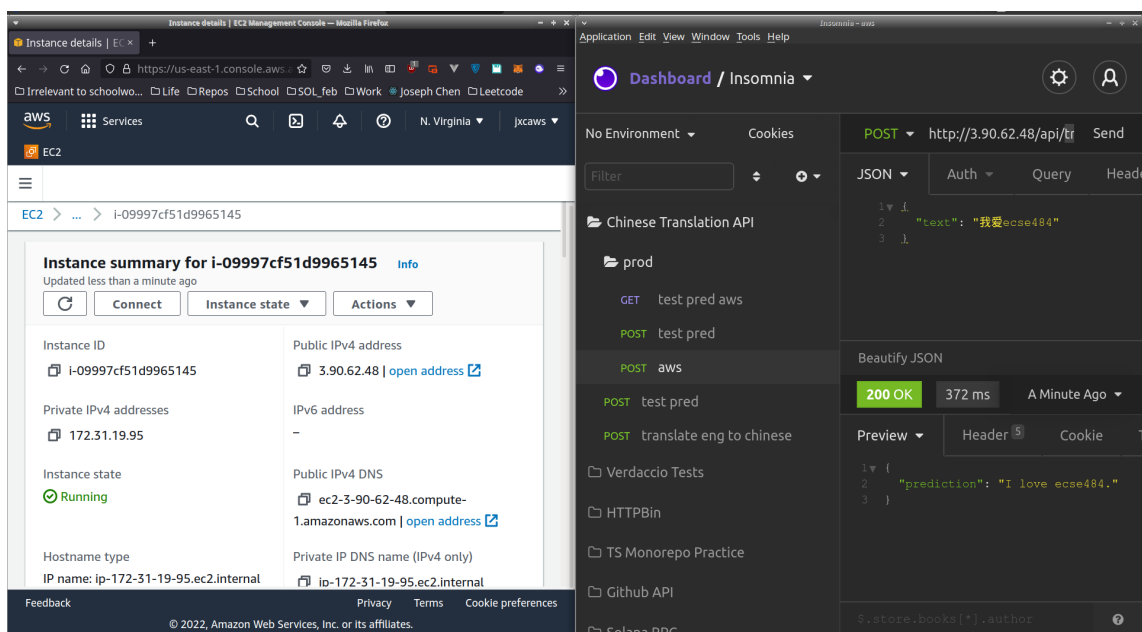 Instance details | EC2 Management Console — Mozilla Firefox
Instance details | EC
https://us-east-1.console.aws.a
Irrelevant to schoolwo... Life Repos School SOL_feb Work Joseph Chen Leetcode
aws Services N. Virginia jxcaws
EC2
EC2 > ... > i-09997cf51d9965145
Instance summary for i-09997cf51d9965145 Info
Updated less than a minute ago
Connect Instance state Actions
Instance ID
i-09997cf51d9965145
Public IPv4 address
3.90.62.48 | open address
Private IPv4 addresses
172.31.19.95
IPv6 address
–
Instance state
Running
Public IPv4 DNS
ec2-3-90-62-48.compute-
1.amazonaws.com | open address
Hostname type
IP name: ip-172-31-19-95.ec2.internal
Private IP DNS name (IPv4 only)
ip-172-31-19-95.ec2.internal
Feedback Privacy Terms Cookie preferences
© 2022, Amazon Web Services, Inc. or its affiliates.
Insomnia – aws
Application Edit View Window Tools Help
Dashboard / Insomnia
No Environment Cookies
Filter
Chinese Translation API
prod
GET test pred aws
POST test pred
POST aws
POST test pred
POST translate eng to chinese
Verdaccio Tests
HTTPBin
TS Monorepo Practice
Github API
Solana RPC
POST http://3.90.62.48/api/tr Send
JSON Auth Query Heade
1 {
2 "text": "我爱ecse484"
3 }
Beautify JSON
200 OK 372 ms A Minute Ago
Preview Header 5 Cookie T
1 {
2 "prediction": "I love ecse484."
3 }
$.store.books[*].author